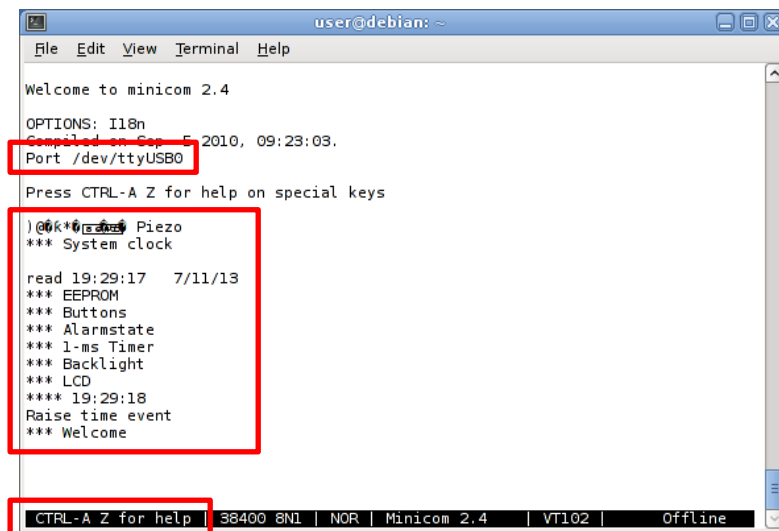 user@debian: ~
File Edit View Terminal Help
Welcome to minicom 2.4
OPTIONS: I18n
Compiled on Sep 5 2010, 09:23:03.
Port /dev/ttyUSB0
Press CTRL-A Z for help on special keys
Piezo
*** System clock
read 19:29:17 7/11/13
*** EEPROM
*** Buttons
*** Alarmstate
*** 1-ms Timer
*** Backlight
*** LCD
**** 19:29:18
Raise time event
*** Welcome
CTRL-A Z for help | 38400 8N1 | NOR | Minicom 2.4 | VT102 | Offline